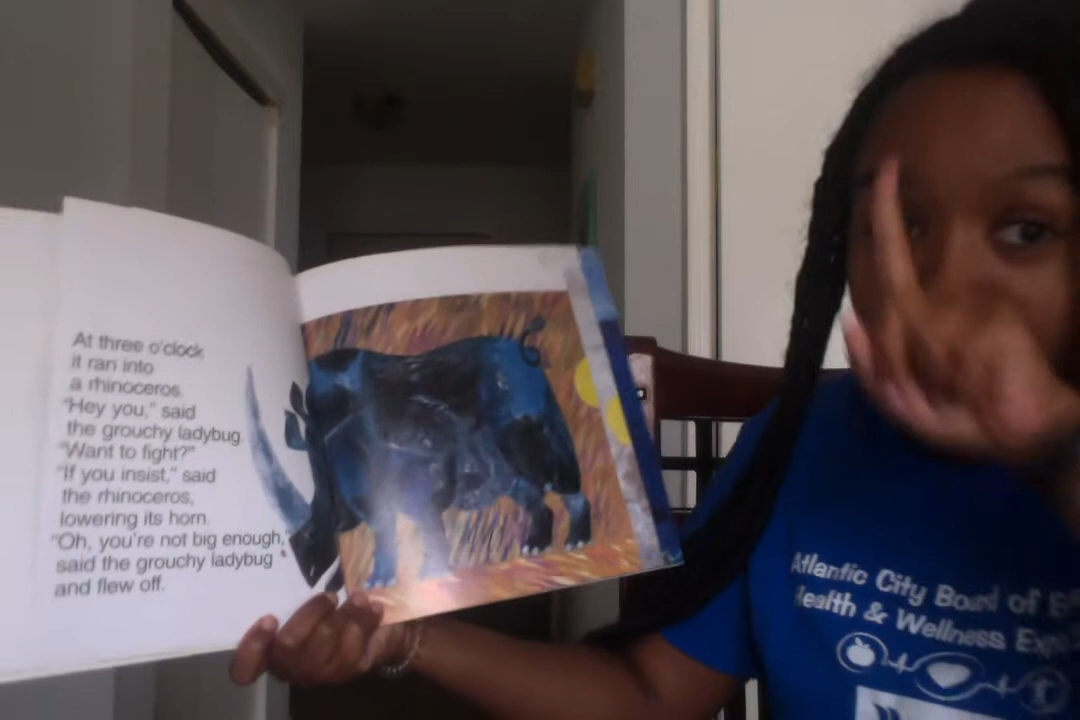 At three o'clock
it ran into
a rhinoceros.
"Hey you," said
the grouchy ladybug.
"Want to fight?"
"If you insist," said
the rhinoceros,
lowering its horn.
"Oh, you're not big enough,"
said the grouchy ladybug
and flew off.
Atlantic City Board of
Health & Wellness